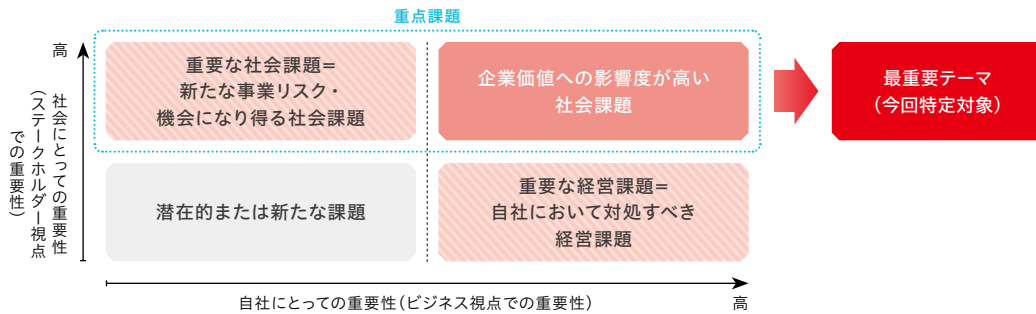 重点課題
高
社会にとっての重要性
(ステークホルダー視点
での重要性)
重要な社会課題=
新たな事業リスク・
機会になり得る社会課題
企業価値への影響度が高い
社会課題
最重要テーマ
(今回特定対象)
潜在的または新たな課題
重要な経営課題=
自社において対処すべき
経営課題
自社にとっての重要性(ビジネス視点での重要性)
高